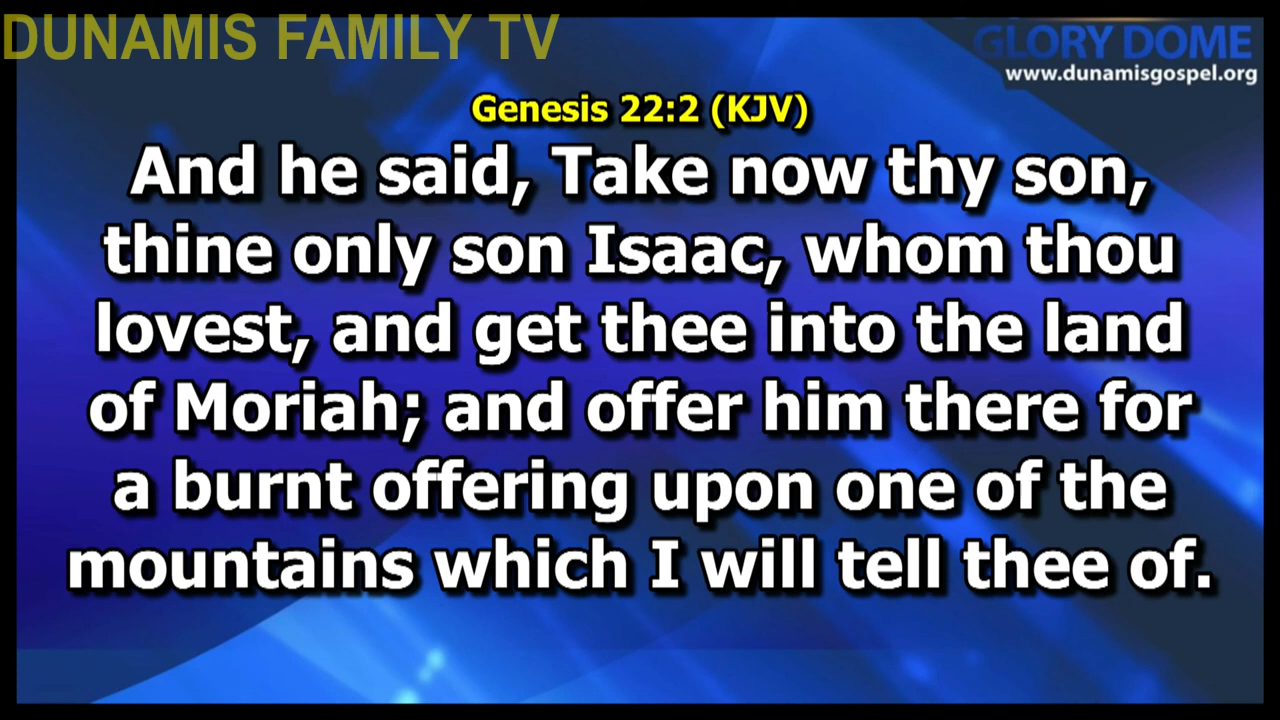 DUNAMIS FAMILY TV
GLORY DOME
www.dunamisgospel.org
Genesis 22:2 (KJV)
And he said, Take now thy son,
thine only son Isaac, whom thou
lovest, and get thee into the land
of Moriah; and offer him there for
a burnt offering upon one of the
mountains which I will tell thee of.